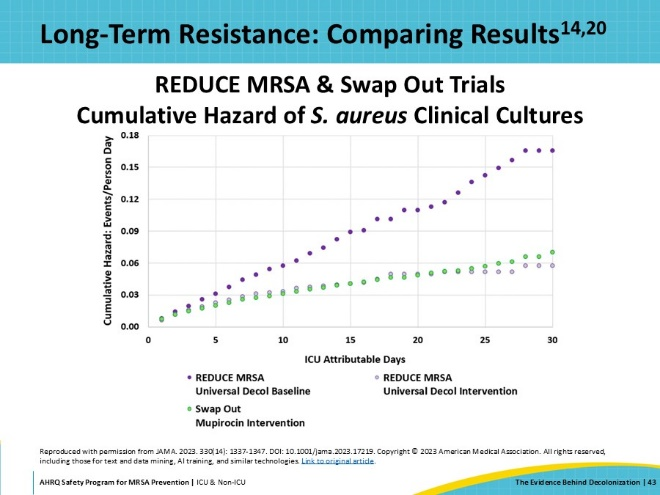 Long-Term Resistance: Comparing Results14,20
REDUCE MRSA & Swap Out Trials
Cumulative Hazard of S. aureus Clinical Cultures
Cumulative Hazard: Events/Person Day
0.18
0.15
0.12
0.09
0.06
0.03
0.00
0 5 10 15 20 25 30
ICU Attributable Days
REDUCE MRSA
Universal Decol Baseline
REDUCE MRSA
Universal Decol Intervention
Swap Out
Mupirocin Intervention
Reproduced with permission from JAMA. 2023. 330(14): 1337-1347. DOI: 10.1001/jama.2023.17219. Copyright © 2023 American Medical Association. All rights reserved,
including those for text and data mining, AI training, and similar technologies. Link to original article.
AHRQ Safety Program for MRSA Prevention | ICU & Non-ICU
The Evidence Behind Decolonization | 43